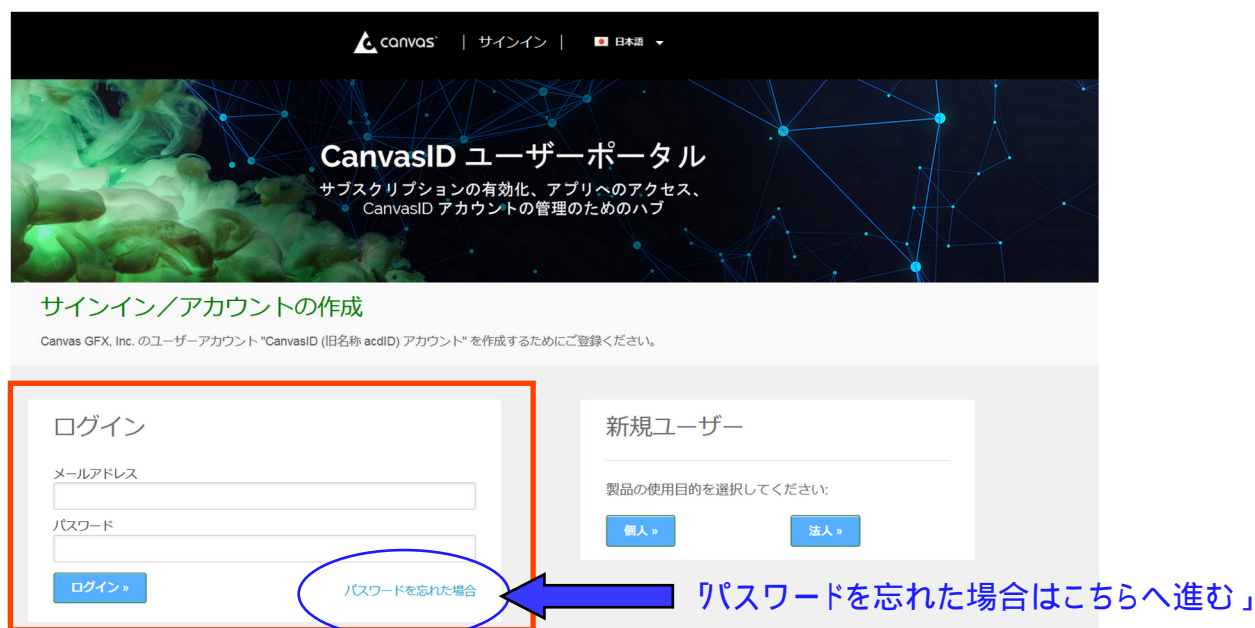 canvas | サインイン | 日本語
CanvasID ユーザーポータル
サブスクリプションの有効化、アプリへのアクセス、
CanvasID アカウントの管理のためのハブ
サインイン／アカウントの作成
Canvas GFX, Inc. のユーザーアカウント "CanvasID (旧名称 acdID) アカウント" を作成するためにご登録ください。
ログイン
メールアドレス
パスワード
ログイン »
パスワードを忘れた場合
新規ユーザー
製品の使用目的を選択してください:
個人 »
法人 »
「パスワードを忘れた場合はこちらへ進む」